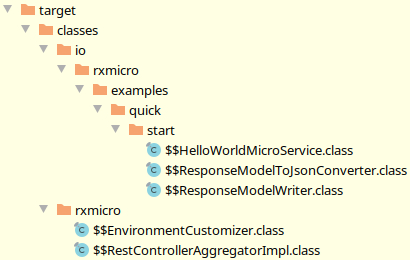 target
classes
io
rxmicro
examples
quick
start
$$HelloWorldMicroService.class
$$ResponseModelToJsonConverter.class
$$ResponseModelWriter.class
rxmicro
$$EnvironmentCustomizer.class
$$RestControllerAggregatorImpl.class